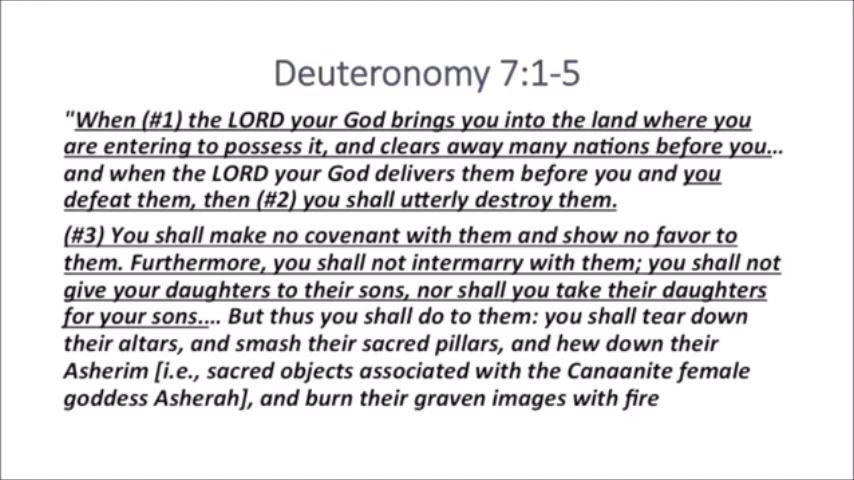 Deuteronomy 7:1-5
"When (#1) the LORD your God brings you into the land where you
are entering to possess it, and clears away many nations before you...
and when the LORD your God delivers them before you and you
defeat them, then (#2) you shall utterly destroy them.
(#3) You shall make no covenant with them and show no favor to
them. Furthermore, you shall not intermarry with them; you shall not
give your daughters to their sons, nor shall you take their daughters
for your sons.... But thus you shall do to them: you shall tear down
their altars, and smash their sacred pillars, and hew down their
Asherim [i.e., sacred objects associated with the Canaanite female
goddess Asherah], and burn their graven images with fire